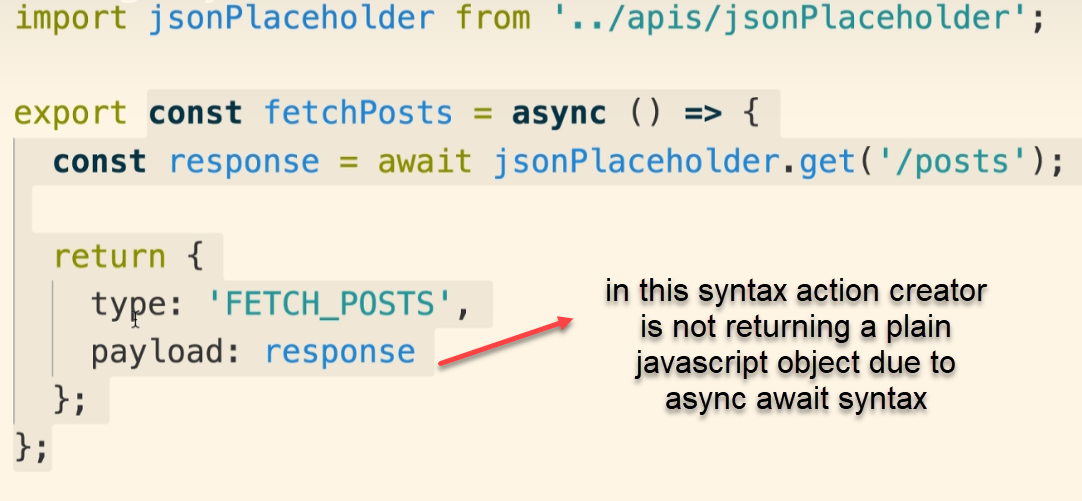 import jsonPlaceholder from '../apis/jsonPlaceholder';
export const fetchPosts = async () => {
const response = await jsonPlaceholder.get('/posts');
return {
type: 'FETCH_POSTS',
payload: response
};
};
in this syntax action creator
is not returning a plain
javascript object due to
async await syntax